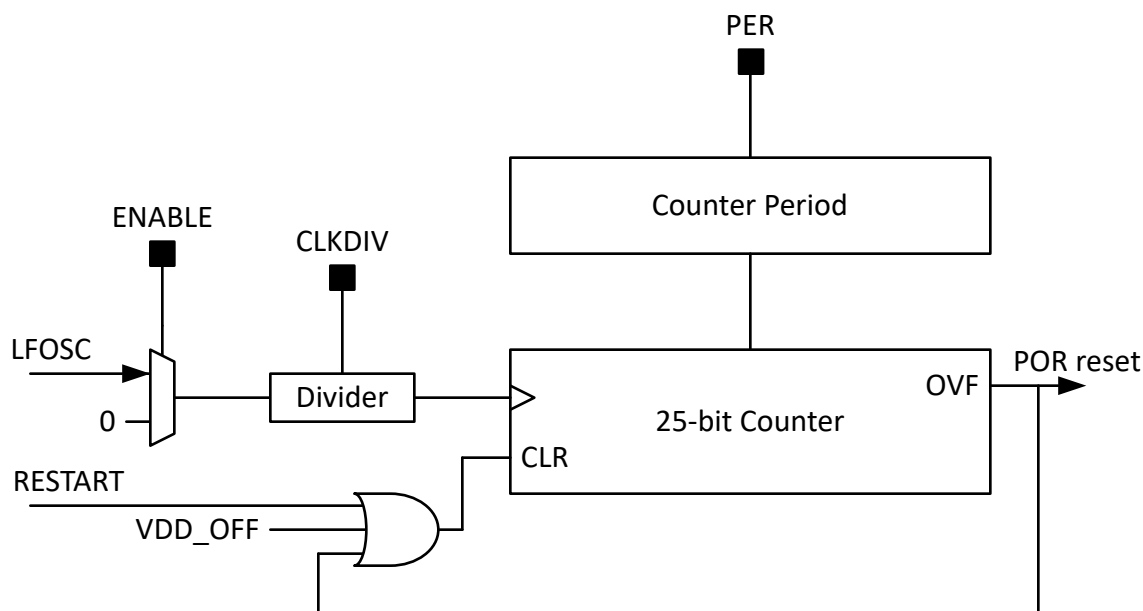 PER
Counter Period
ENABLE
CLKDIV
LFOSC
0
Divider
OVF
POR reset
25-bit Counter
CLR
RESTART
VDD_OFF